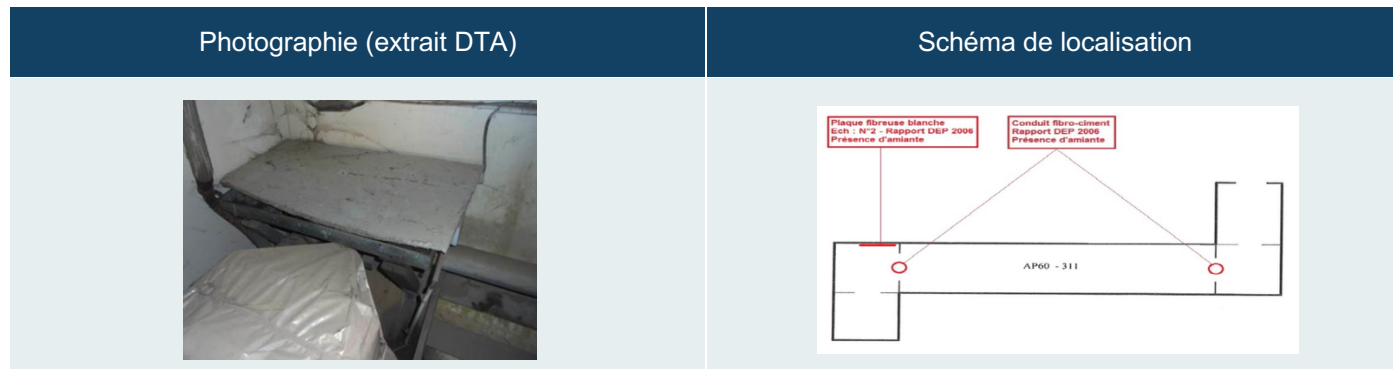 Photographie (extrait DTA)
Schéma de localisation
Plaque fibreuse blanche
Ech : N°2 - Rapport DEP 2006
Présence d'amiante
Conduit fibro-ciment
Rapport DEP 2006
Présence d'amiante
AP60 - 311